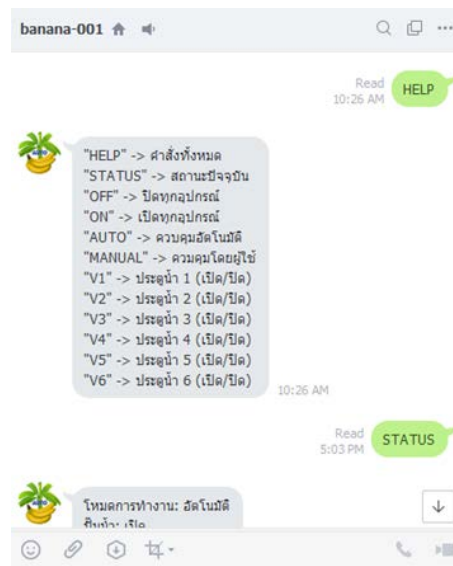 banana-001
Read
10:26 AM
HELP
"HELP" -> คำสั่งทั้งหมด
"STATUS" -> สถานะปัจจุบัน
"OFF" -> ปิดทุกอุปกรณ์
"ON" -> เปิดทุกอุปกรณ์
"AUTO" -> ควบคุมอัตโนมัติ
"MANUAL" -> ควมคุมโดยผู้ใช้
"V1" -> ประตูน้ำ 1 (เปิด/ปิด)
"V2" -> ประตูน้ำ 2 (เปิด/ปิด)
"V3" -> ประตูน้ำ 3 (เปิด/ปิด)
"V4" -> ประตูน้ำ 4 (เปิด/ปิด)
"V5" -> ประตูน้ำ 5 (เปิด/ปิด)
"V6" -> ประตูน้ำ 6 (เปิด/ปิด)
10:26 AM
Read
5:03 PM
STATUS
โหมดการทำงาน: อัตโนมัติ
ปั๊มน้ำ: เปิด